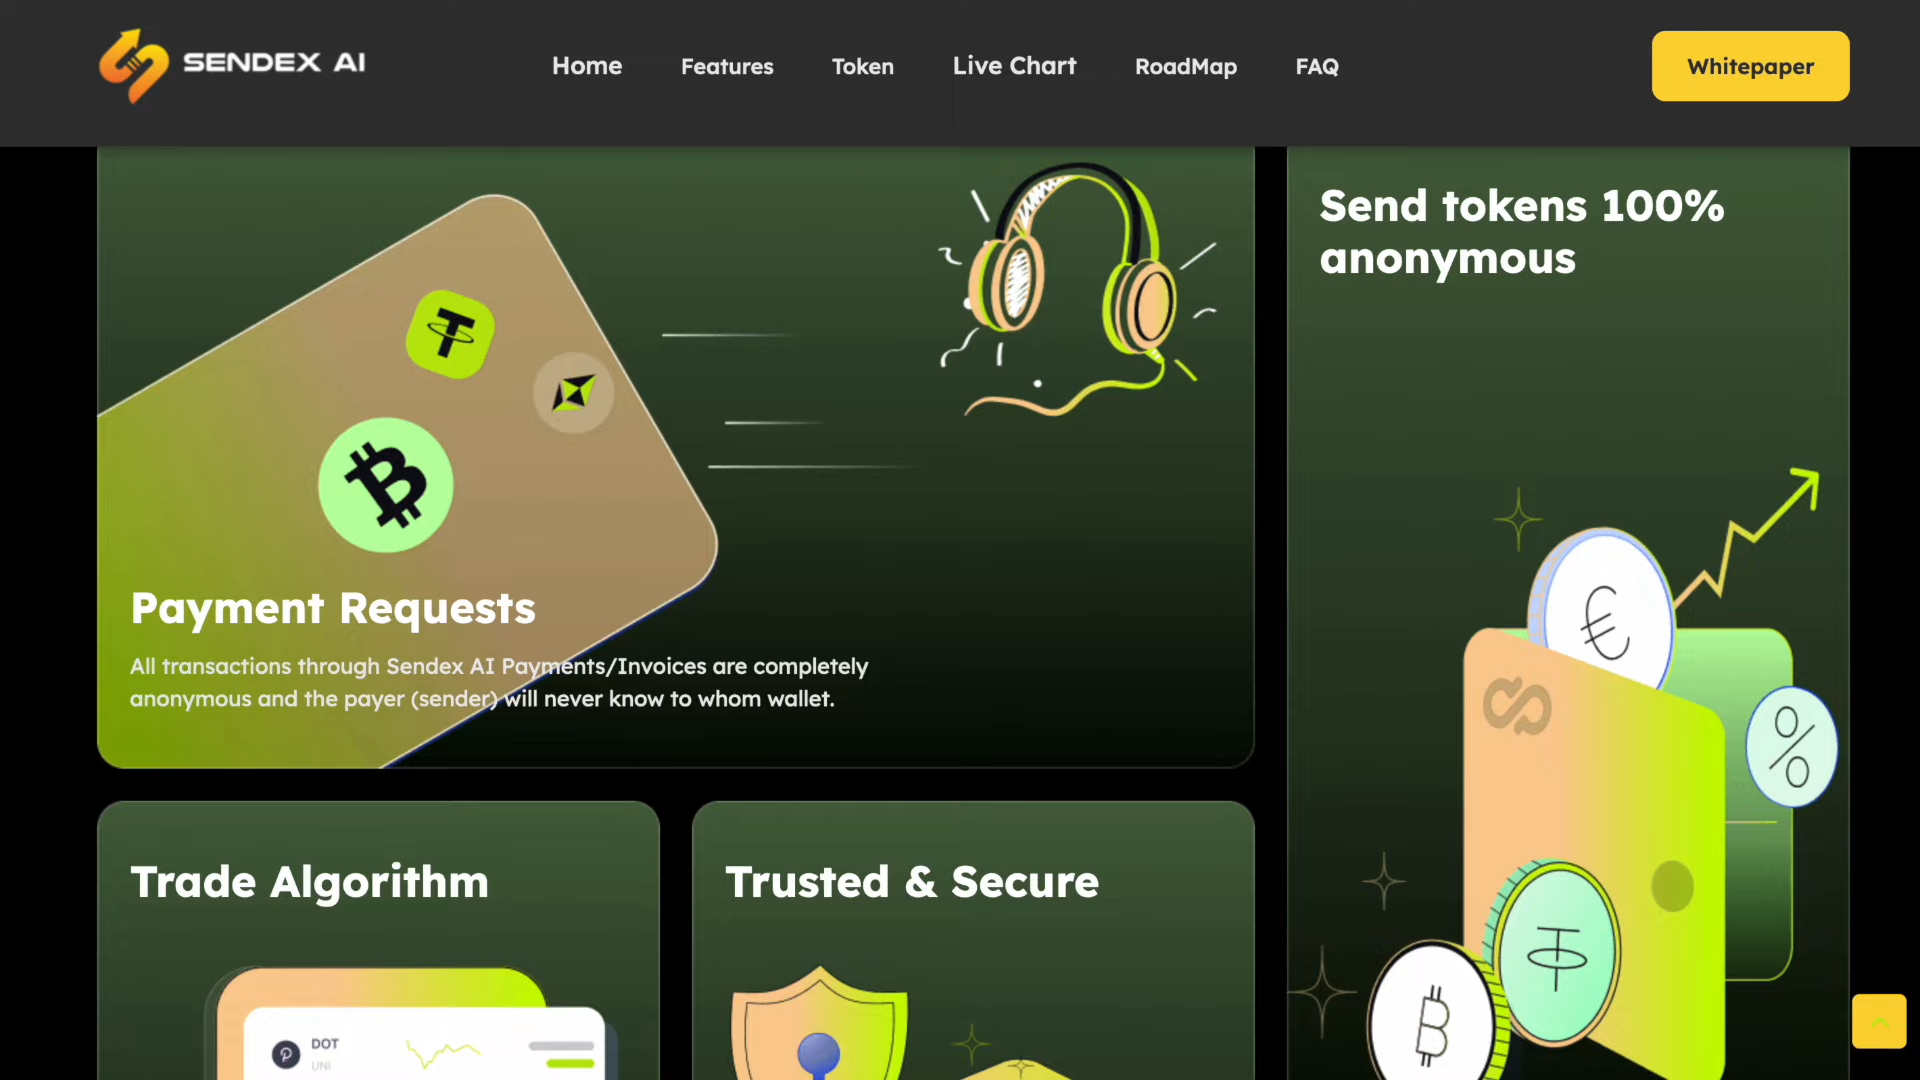 SENDEX AI
Home
Features
Token
Live Chart
RoadMap
FAQ
Whitepaper
Send tokens 100%
anonymous
Payment Requests
All transactions through Sendex AI Payments/Invoices are completely
anonymous and the payer (sender) will never know to whom wallet.
Trade Algorithm
Trusted & Secure
DOT
UNI